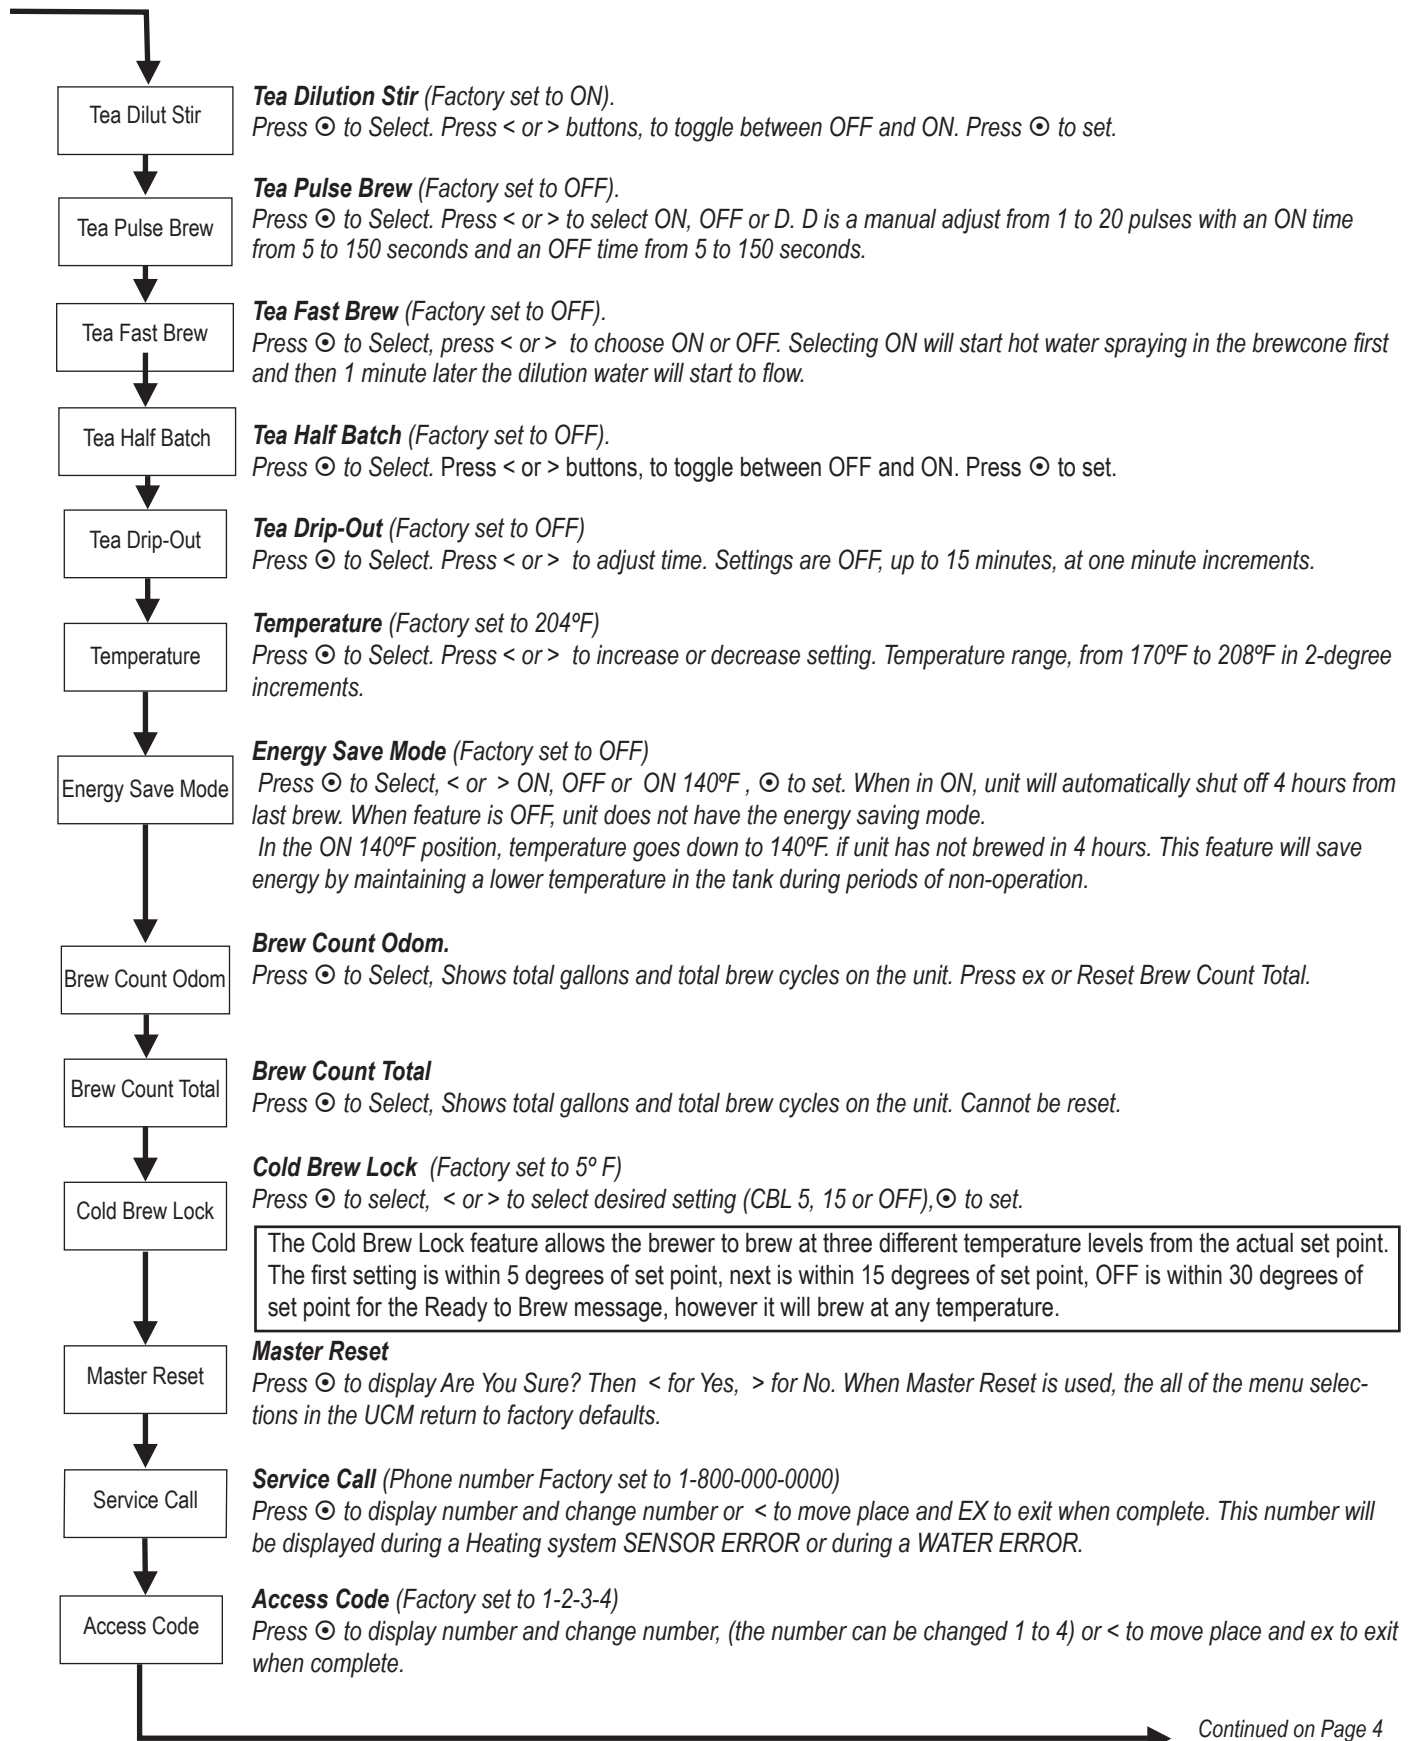 Tea Dilut Stir
Tea Dilution Stir (Factory set to ON).
Press ⊙ to Select. Press < or > buttons, to toggle between OFF and ON. Press ⊙ to set.
Tea Pulse Brew
Tea Pulse Brew (Factory set to OFF).
Press ⊙ to Select. Press < or > to select ON, OFF or D. D is a manual adjust from 1 to 20 pulses with an ON time
from 5 to 150 seconds and an OFF time from 5 to 150 seconds.
Tea Fast Brew
Tea Fast Brew (Factory set to OFF).
Press ⊙ to Select, press < or > to choose ON or OFF. Selecting ON will start hot water spraying in the brewcone first
and then 1 minute later the dilution water will start to flow.
Tea Half Batch
Tea Half Batch (Factory set to OFF).
Press ⊙ to Select. Press < or > buttons, to toggle between OFF and ON. Press ⊙ to set.
Tea Drip-Out
Tea Drip-Out (Factory set to OFF)
Press ⊙ to Select. Press < or > to adjust time. Settings are OFF, up to 15 minutes, at one minute increments.
Temperature
Temperature (Factory set to 204ºF)
Press ⊙ to Select. Press < or > to increase or decrease setting. Temperature range, from 170ºF to 208ºF in 2-degree
increments.
Energy Save Mode
Energy Save Mode (Factory set to OFF)
Press ⊙ to Select, < or > ON, OFF or ON 140ºF , ⊙ to set. When in ON, unit will automatically shut off 4 hours from
last brew. When feature is OFF, unit does not have the energy saving mode.
In the ON 140ºF position, temperature goes down to 140ºF. if unit has not brewed in 4 hours. This feature will save
energy by maintaining a lower temperature in the tank during periods of non-operation.
Brew Count Odom
Brew Count Odom.
Press ⊙ to Select, Shows total gallons and total brew cycles on the unit. Press ex or Reset Brew Count Total.
Brew Count Total
Brew Count Total
Press ⊙ to Select, Shows total gallons and total brew cycles on the unit. Cannot be reset.
Cold Brew Lock
Cold Brew Lock (Factory set to 5º F)
Press ⊙ to select, < or > to select desired setting (CBL 5, 15 or OFF),⊙ to set.
The Cold Brew Lock feature allows the brewer to brew at three different temperature levels from the actual set point.
The first setting is within 5 degrees of set point, next is within 15 degrees of set point, OFF is within 30 degrees of
set point for the Ready to Brew message, however it will brew at any temperature.
Master Reset
Master Reset
Press ⊙ to display Are You Sure? Then < for Yes, > for No. When Master Reset is used, the all of the menu selec-
tions in the UCM return to factory defaults.
Service Call
Service Call (Phone number Factory set to 1-800-000-0000)
Press ⊙ to display number and change number or < to move place and EX to exit when complete. This number will
be displayed during a Heating system SENSOR ERROR or during a WATER ERROR.
Access Code
Access Code (Factory set to 1-2-3-4)
Press ⊙ to display number and change number, (the number can be changed 1 to 4) or < to move place and ex to exit
when complete.
Continued on Page 4